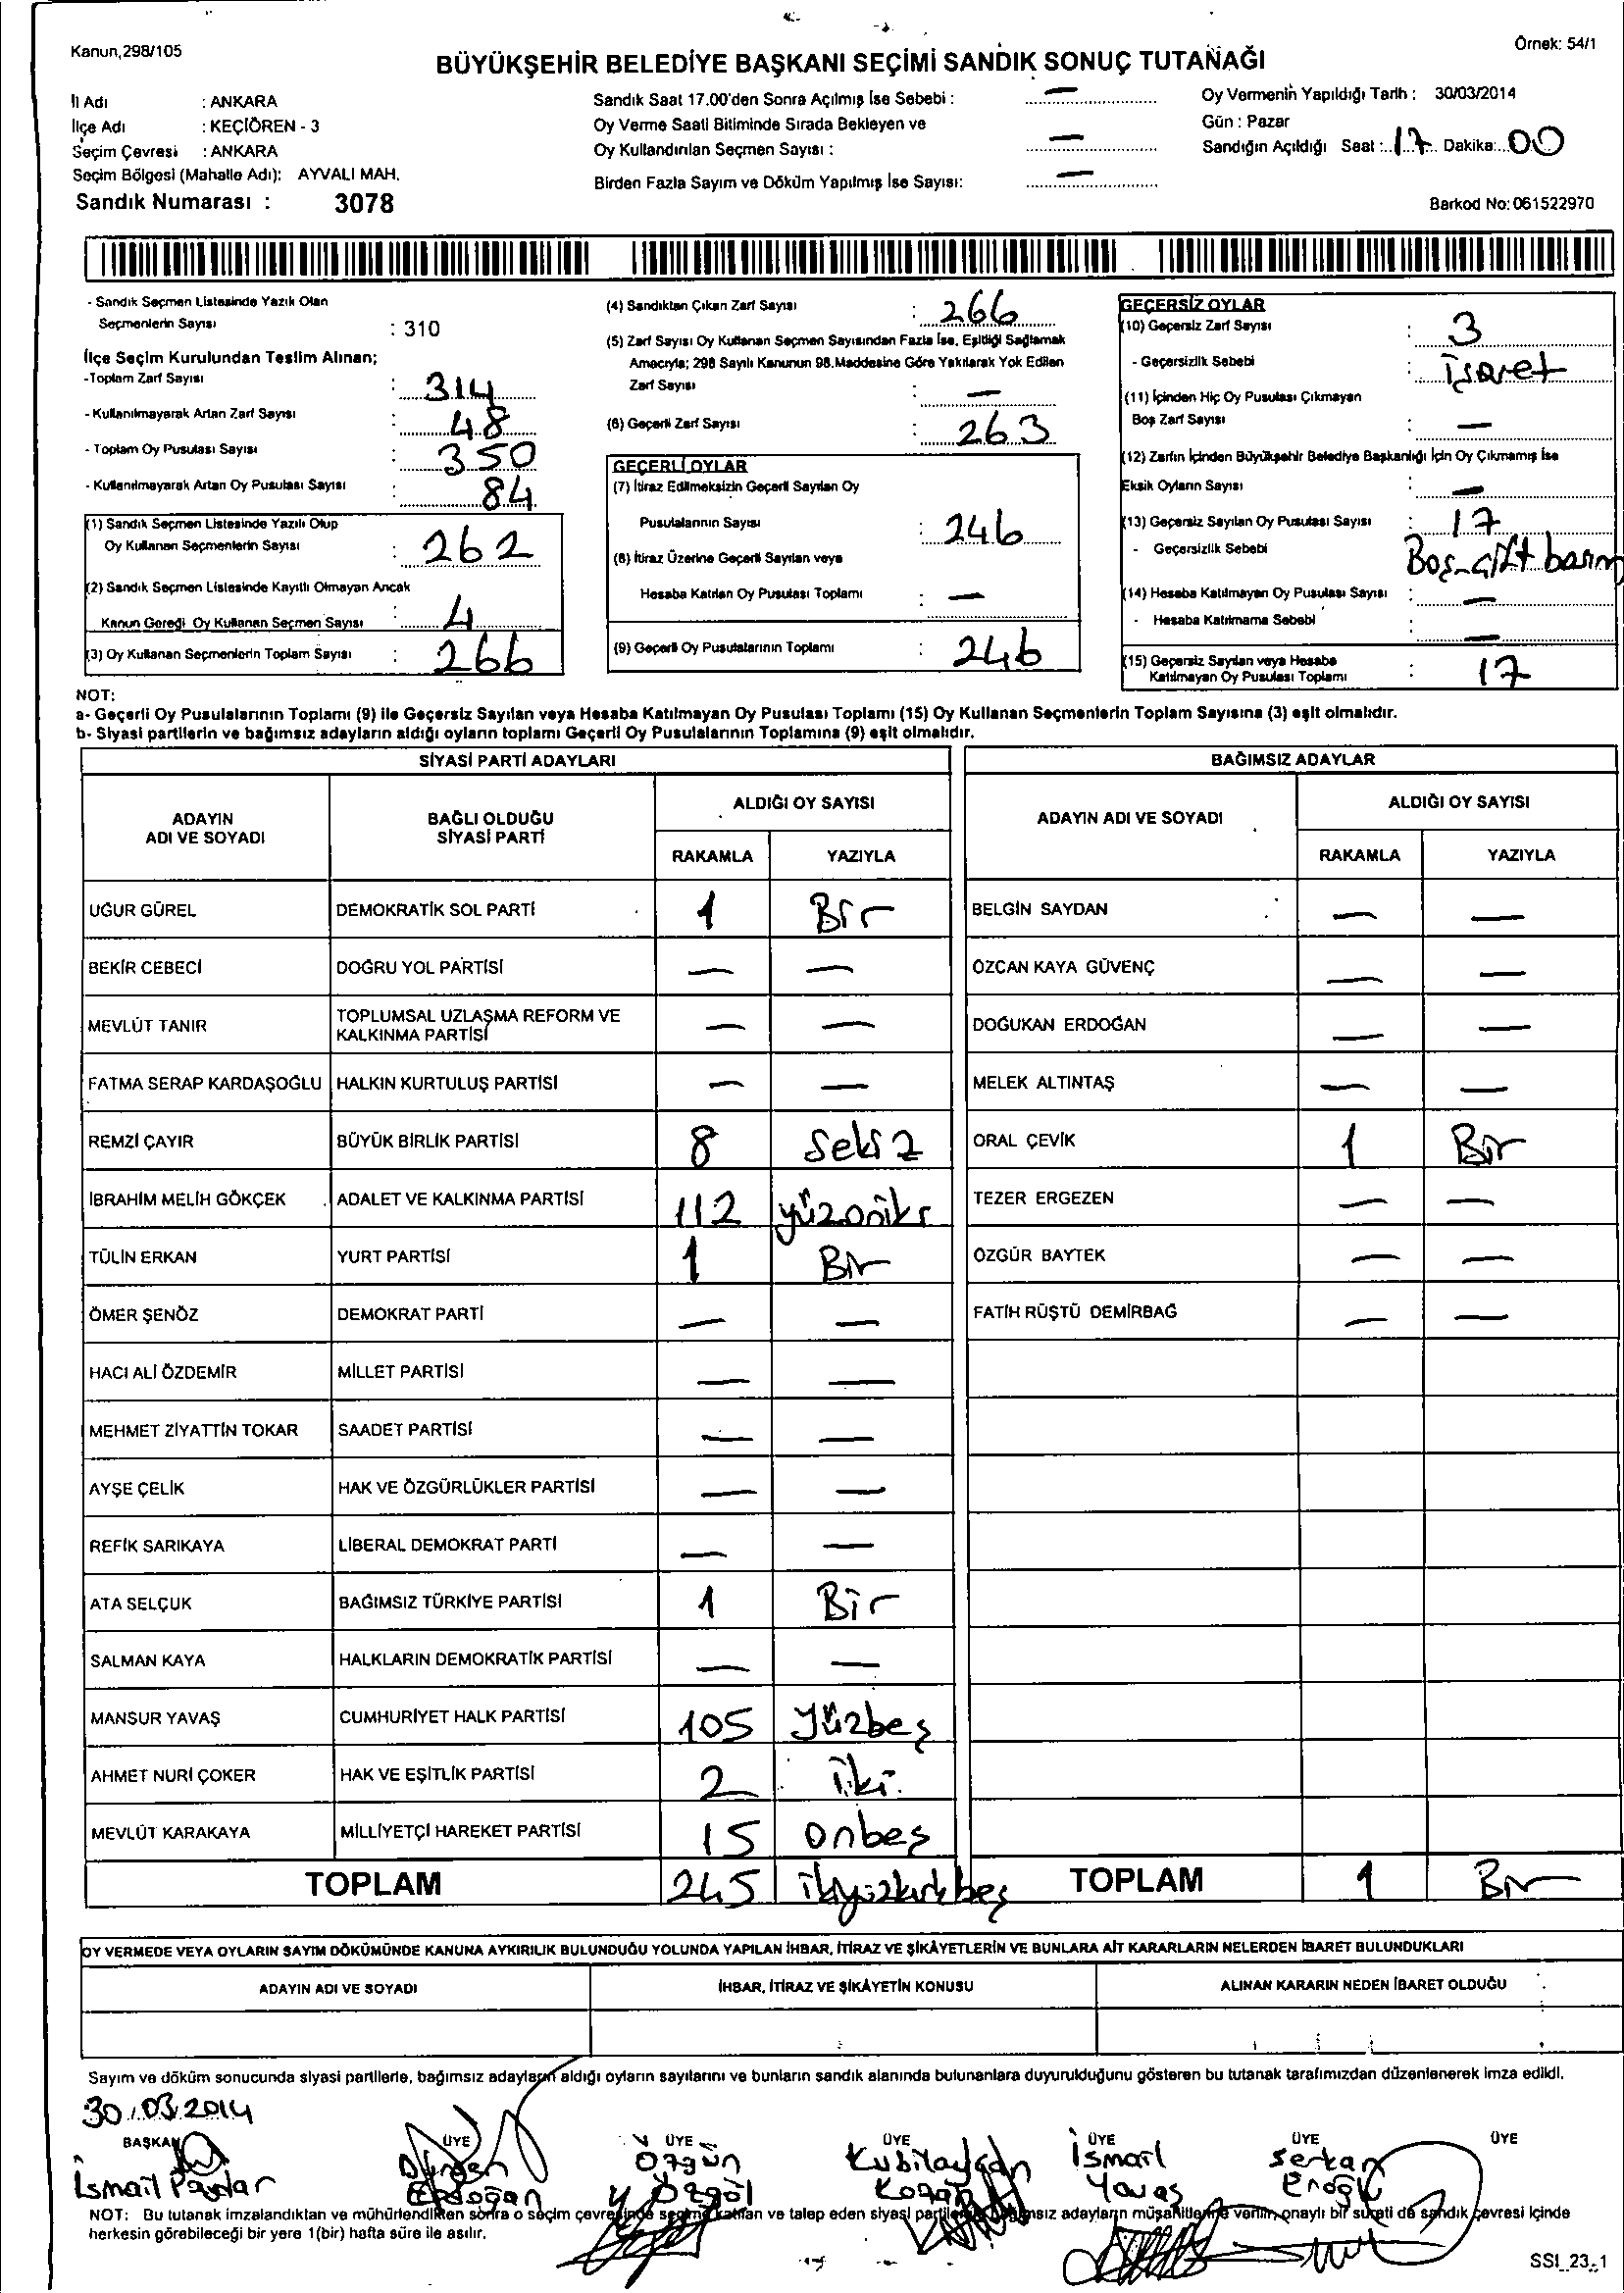 Kanun,298/105
Örnek: 54/1
BÜYÜKŞEHİR BELEDİYE BAŞKANI SEÇİMİ SANDIK SONUÇ TUTANAĞI
İl Adı : ANKARA
İlçe Adı : KEÇİÖREN - 3
Seçim Çevresi : ANKARA
Seçim Bölgesi (Mahalle Adı): AYVALI MAH.
Sandık Numarası : 3078
Sandık Saat 17.00'den Sonra Açılmış İse Sebebi : —
Oy Verme Saati Bitiminde Sırada Bekleyen ve
Oy Kullandırılan Seçmen Sayısı : —
Birden Fazla Sayım ve Döküm Yapılmış İse Sayısı: —
Oy Vermenin Yapıldığı Tarih : 30/03/2014
Gün : Pazar
Sandığın Açıldığı Saat : 17 Dakika: 00
Barkod No: 061522970
- Sandık Seçmen Listesinde Yazılı Olan
Seçmenlerin Sayısı : 310
İlçe Seçim Kurulundan Teslim Alınan;
-Toplam Zarf Sayısı : 314
- Kullanılmayarak Artan Zarf Sayısı : 48
- Toplam Oy Pusulası Sayısı : 350
- Kullanılmayarak Artan Oy Pusulası Sayısı : 84
(1) Sandık Seçmen Listesinde Yazılı Olup
Oy Kullanan Seçmenlerin Sayısı : 262
(2) Sandık Seçmen Listesinde Kayıtlı Olmayan Ancak
Kanun Gereği Oy Kullanan Seçmen Sayısı : 4
(3) Oy Kullanan Seçmenlerin Toplam Sayısı : 266
(4) Sandıktan Çıkan Zarf Sayısı : 266
(5) Zarf Sayısı Oy Kullanan Seçmen Sayısından Fazla İse, Eşitliği Sağlamak
Amacıyla; 298 Sayılı Kanunun 98.Maddesine Göre Yakılarak Yok Edilen
Zarf Sayısı : —
(6) Geçerli Zarf Sayısı : 263
GEÇERLİ OYLAR
(7) İtiraz Edilmeksizin Geçerli Sayılan Oy
Pusulalarının Sayısı : 246
(8) İtiraz Üzerine Geçerli Sayılan veya
Hesaba Katılan Oy Pusulası Toplamı : —
(9) Geçerli Oy Pusulalarının Toplamı : 246
GEÇERSİZ OYLAR
(10) Geçersiz Zarf Sayısı : 3
- Geçersizlik Sebebi : işaret
(11) İçinden Hiç Oy Pusulası Çıkmayan
Boş Zarf Sayısı : —
(12) Zarfın İçinden Büyükşehir Belediye Başkanlığı İçin Oy Çıkmamış İse
Eksik Oyların Sayısı : —
(13) Geçersiz Sayılan Oy Pusulası Sayısı : 17
- Geçersizlik Sebebi Boş-çift basım
(14) Hesaba Katılmayan Oy Pusulası Sayısı : —
- Hesaba Katılmama Sebebi : —
(15) Geçersiz Sayılan veya Hesaba
Katılmayan Oy Pusulası Toplamı : 17
NOT:
a- Geçerli Oy Pusulalarının Toplamı (9) ile Geçersiz Sayılan veya Hesaba Katılmayan Oy Pusulası Toplamı (15) Oy Kullanan Seçmenlerin Toplam Sayısına (3) eşit olmalıdır.
b- Siyasi partilerin ve bağımsız adayların aldığı oyların toplamı Geçerli Oy Pusulalarının Toplamına (9) eşit olmalıdır.
SİYASİ PARTİ ADAYLARI
ADAYIN ADI VE SOYADI BAĞLI OLDUĞU SİYASİ PARTİ ALDIĞI OY SAYISI
RAKAMLA YAZIYLA
UĞUR GÜREL DEMOKRATİK SOL PARTİ 1 Bir
BEKİR CEBECİ DOĞRU YOL PARTİSİ — —
MEVLÜT TANIR TOPLUMSAL UZLAŞMA REFORM VE KALKINMA PARTİSİ — —
FATMA SERAP KARDAŞOĞLU HALKIN KURTULUŞ PARTİSİ — —
REMZİ ÇAYIR BÜYÜK BİRLİK PARTİSİ 8 Sekiz
İBRAHİM MELİH GÖKÇEK ADALET VE KALKINMA PARTİSİ 112 yüzoniki
TÜLİN ERKAN YURT PARTİSİ 1 Bir
ÖMER ŞENÖZ DEMOKRAT PARTİ — —
HACI ALİ ÖZDEMİR MİLLET PARTİSİ — —
MEHMET ZİYATTİN TOKAR SAADET PARTİSİ — —
AYŞE ÇELİK HAK VE ÖZGÜRLÜKLER PARTİSİ — —
REFİK SARIKAYA LİBERAL DEMOKRAT PARTİ — —
ATA SELÇUK BAĞIMSIZ TÜRKİYE PARTİSİ 1 Bir
SALMAN KAYA HALKLARIN DEMOKRATİK PARTİSİ — —
MANSUR YAVAŞ CUMHURİYET HALK PARTİSİ 105 Yüzbeş
AHMET NURİ ÇOKER HAK VE EŞİTLİK PARTİSİ 2 iki
MEVLÜT KARAKAYA MİLLİYETÇİ HAREKET PARTİSİ 15 onbeş
TOPLAM 245 ikiyüzkırkbeş
BAĞIMSIZ ADAYLAR
ADAYIN ADI VE SOYADI ALDIĞI OY SAYISI
RAKAMLA YAZIYLA
BELGİN SAYDAN — —
ÖZCAN KAYA GÜVENÇ — —
DOĞUKAN ERDOĞAN — —
MELEK ALTINTAŞ — —
ORAL ÇEVİK 1 Bir
TEZER ERGEZEN — —
ÖZGÜR BAYTEK — —
FATİH RÜŞTÜ DEMİRBAĞ — —
TOPLAM 1 Bir
OY VERMEDE VEYA OYLARIN SAYIM DÖKÜMÜNDE KANUNA AYKIRILIK BULUNDUĞU YOLUNDA YAPILAN İHBAR, İTİRAZ VE ŞİKÂYETLERİN VE BUNLARA AİT KARARLARIN NELERDEN İBARET BULUNDUKLARI
ADAYIN ADI VE SOYADI İHBAR, İTİRAZ VE ŞİKÂYETİN KONUSU ALINAN KARARIN NEDEN İBARET OLDUĞU
Sayım ve döküm sonucunda siyasi partilerle, bağımsız adayların aldığı oyların sayılarını ve bunların sandık alanında bulunanlara duyurulduğunu gösteren bu tutanak tarafımızdan düzenlenerek imza edildi.
30.03.2014
BAŞKAN ÜYE ÜYE ÜYE ÜYE ÜYE ÜYE
İsmail Özgün İsmail Serkan
Erdoğan Yavaş Eroğlu
NOT: Bu tutanak imzalandıktan ve mühürlendikten sonra o seçim çevresinde seçime katılan ve talep eden siyasi partilerle bağımsız adayların müşahitlerine verilir, onaylı bir sureti de sandık çevresi içinde
herkesin görebileceği bir yere 1(bir) hafta süre ile asılır.
SSI_23_1